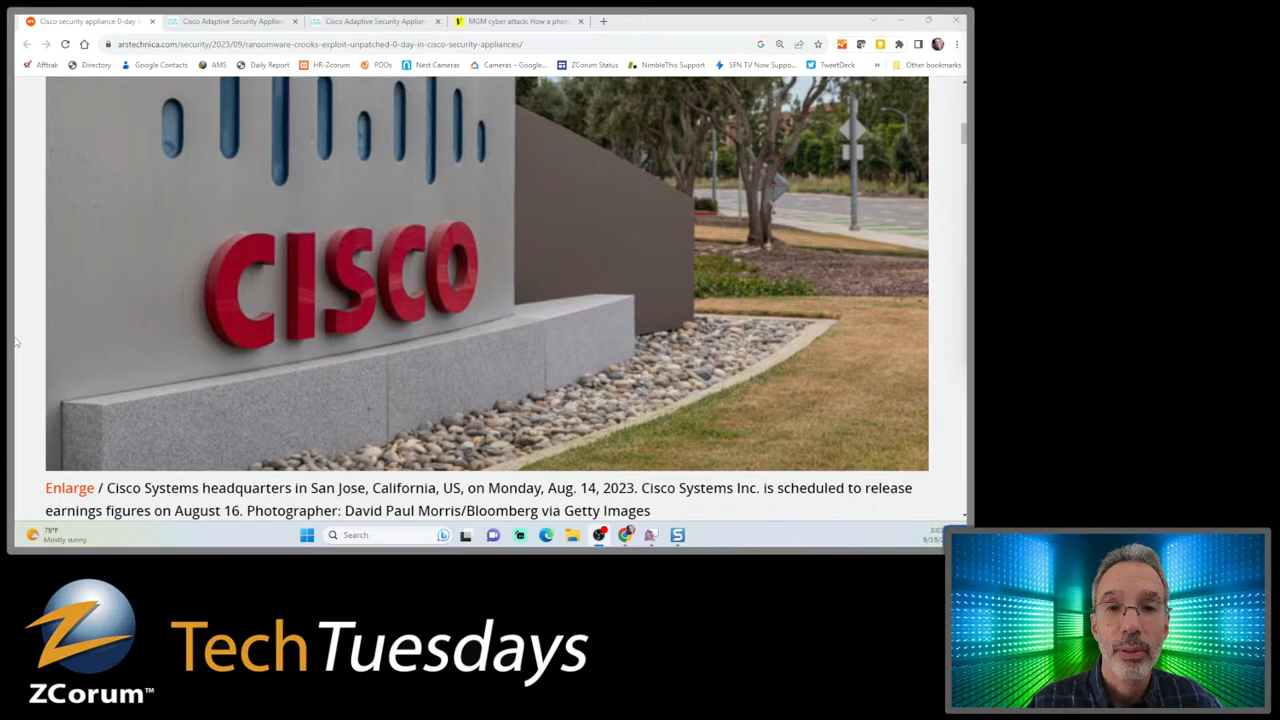 Cisco security appliance 0-day
Cisco Adaptive Security Applian
Cisco Adaptive Security Applian
MGM cyber attack: How a phon
arstechnica.com/security/2023/09/ransomware-crooks-exploit-unpatched-0-day-in-cisco-security-appliances/
Afftrak Directory Google Contacts AMS Daily Report HR-Zcorum PDOs Nest Cameras Cameras – Google... ZCorum Status NimbleThis Support SFN TV Now Suppo... TweetDeck » Other bookmarks
CISCO
Enlarge / Cisco Systems headquarters in San Jose, California, US, on Monday, Aug. 14, 2023. Cisco Systems Inc. is scheduled to release
earnings figures on August 16. Photographer: David Paul Morris/Bloomberg via Getty Images
79°F
Mostly sunny
Search
9/19/
TechTuesdays
ZCorum™